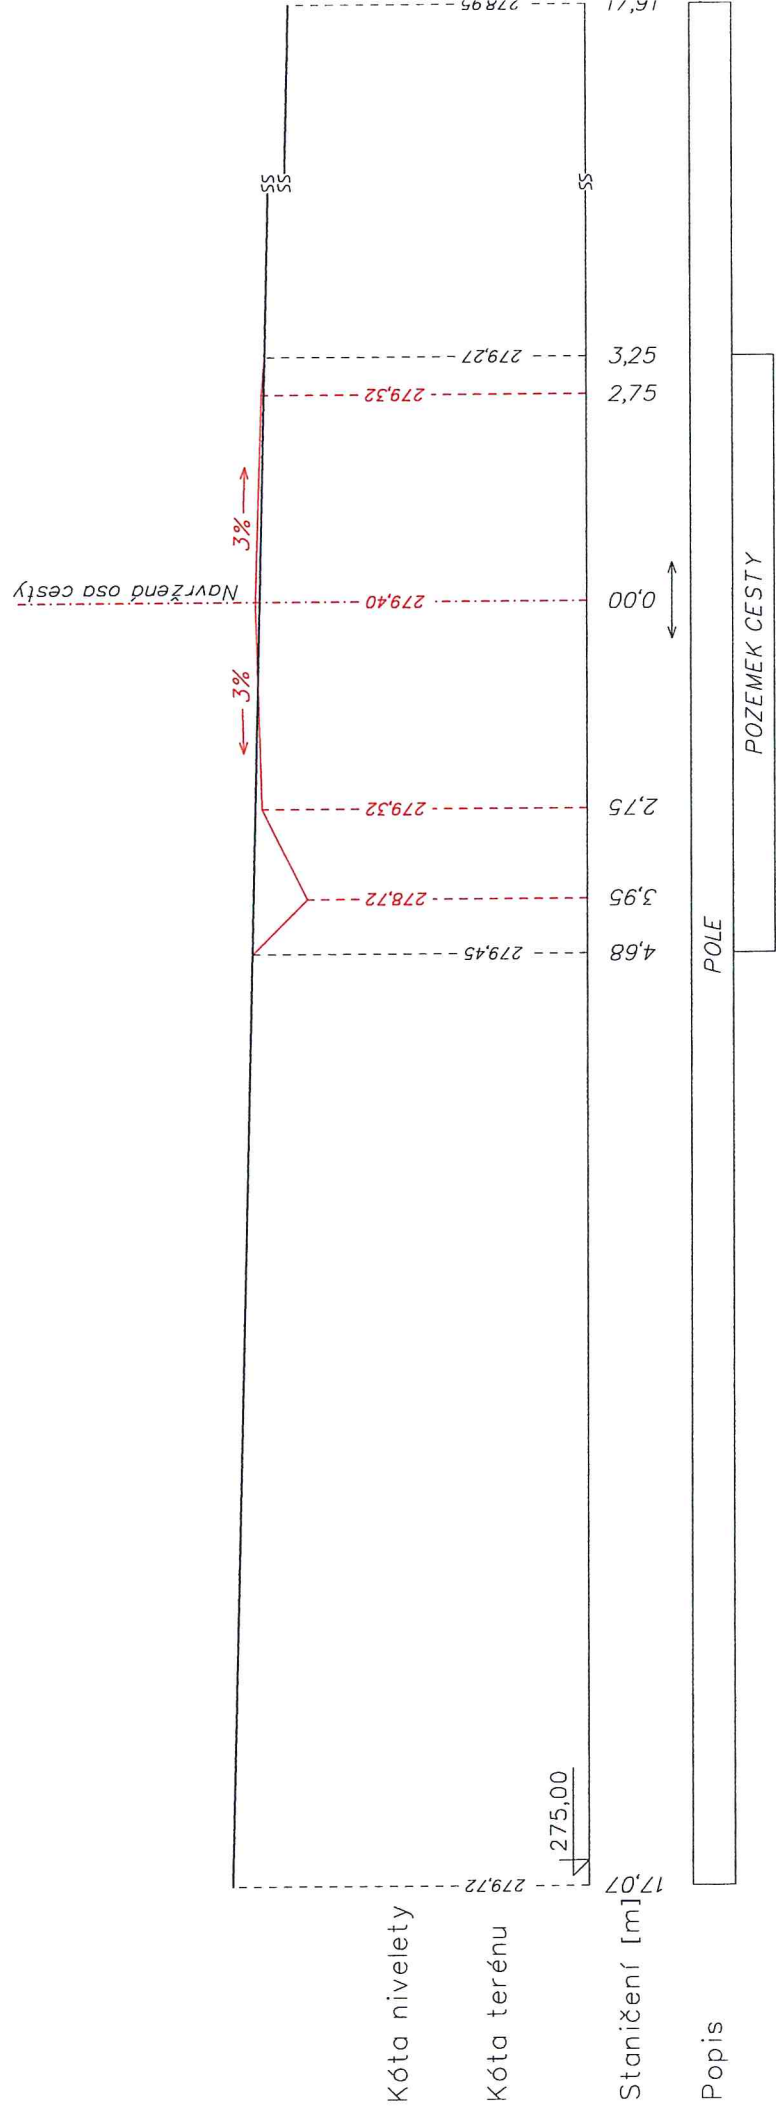 Navržená osa cesty
3%
3%
Kóta nivelety
278,72
279,32
279,40
279,32
Kóta terénu
279,72
279,45
279,27
278,95
275,00
Staničení [m]
17,07
4,68
3,95
2,75
0,00
2,75
3,25
Popis
POLE
POZEMEK CESTY